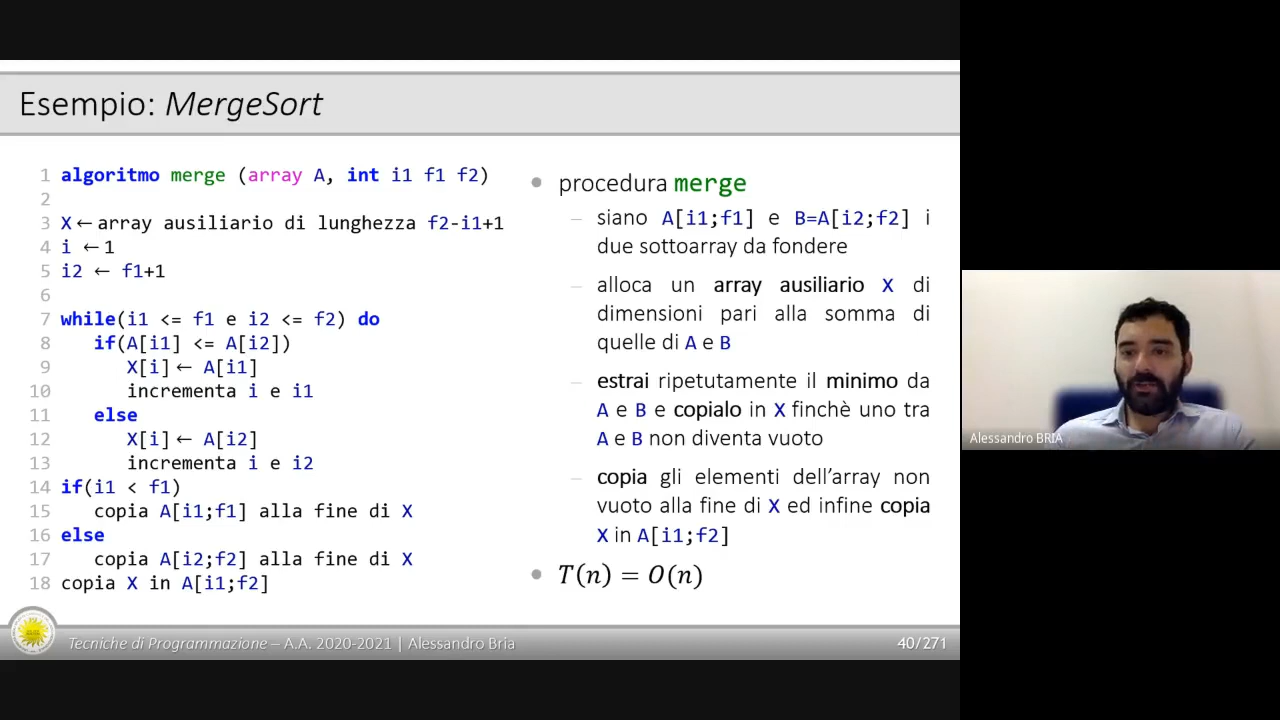 Esempio: MergeSort
1 algoritmo merge (array A, int i1 f1 f2)
2
3 X←array ausiliario di lunghezza f2-i1+1
4 i ←1
5 i2 ← f1+1
6
7 while(i1 <= f1 e i2 <= f2) do
8 if(A[i1] <= A[i2])
9 X[i]← A[i1]
10 incrementa i e i1
11 else
12 X[i]← A[i2]
13 incrementa i e i2
14 if(i1 < f1)
15 copia A[i1;f1] alla fine di X
16 else
17 copia A[i2;f2] alla fine di X
18 copia X in A[i1;f2]
• procedura merge
– siano A[i1;f1] e B=A[i2;f2] i
due sottoarray da fondere
– alloca un array ausiliario X di
dimensioni pari alla somma di
quelle di A e B
– estrai ripetutamente il minimo da
A e B e copialo in X finchè uno tra
A e B non diventa vuoto
– copia gli elementi dell’array non
vuoto alla fine di X ed infine copia
X in A[i1;f2]
• T(n) = O(n)
Tecniche di Programmazione – A.A. 2020-2021 | Alessandro Bria
40/271
Alessandro BRIA